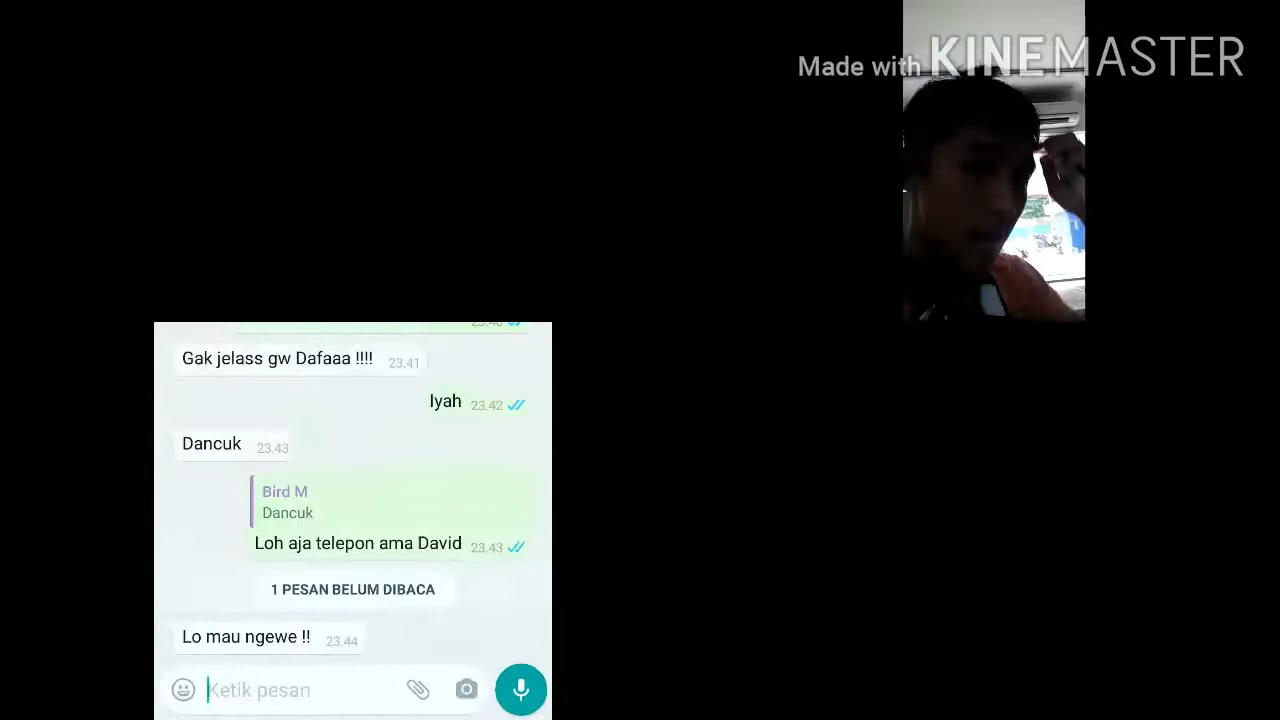 Made with KINEMASTER
Gak jelass gw Dafaaa !!!! 23.41
Iyah 23.42
Dancuk 23.43
Bird M
Dancuk
Loh aja telepon ama David 23.43
1 PESAN BELUM DIBACA
Lo mau ngewe !! 23.44
Ketik pesan